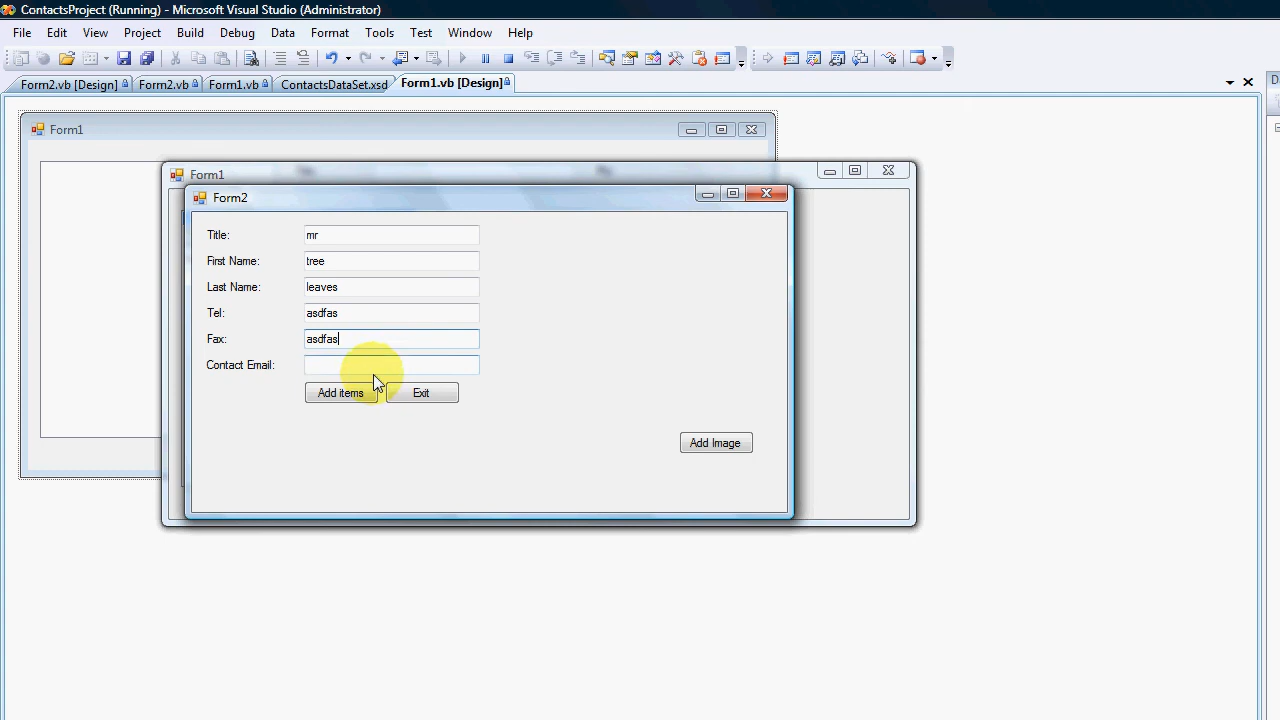 ContactsProject (Running) - Microsoft Visual Studio (Administrator)
File Edit View Project Build Debug Data Format Tools Test Window Help
Form2.vb [Design] Form2.vb Form1.vb ContactsDataSet.xsd Form1.vb [Design]
Form1
Form1
Form2
Title: mr
First Name: tree
Last Name: leaves
Tel: asdfas
Fax: asdfas
Contact Email:
Add items Exit
Add Image